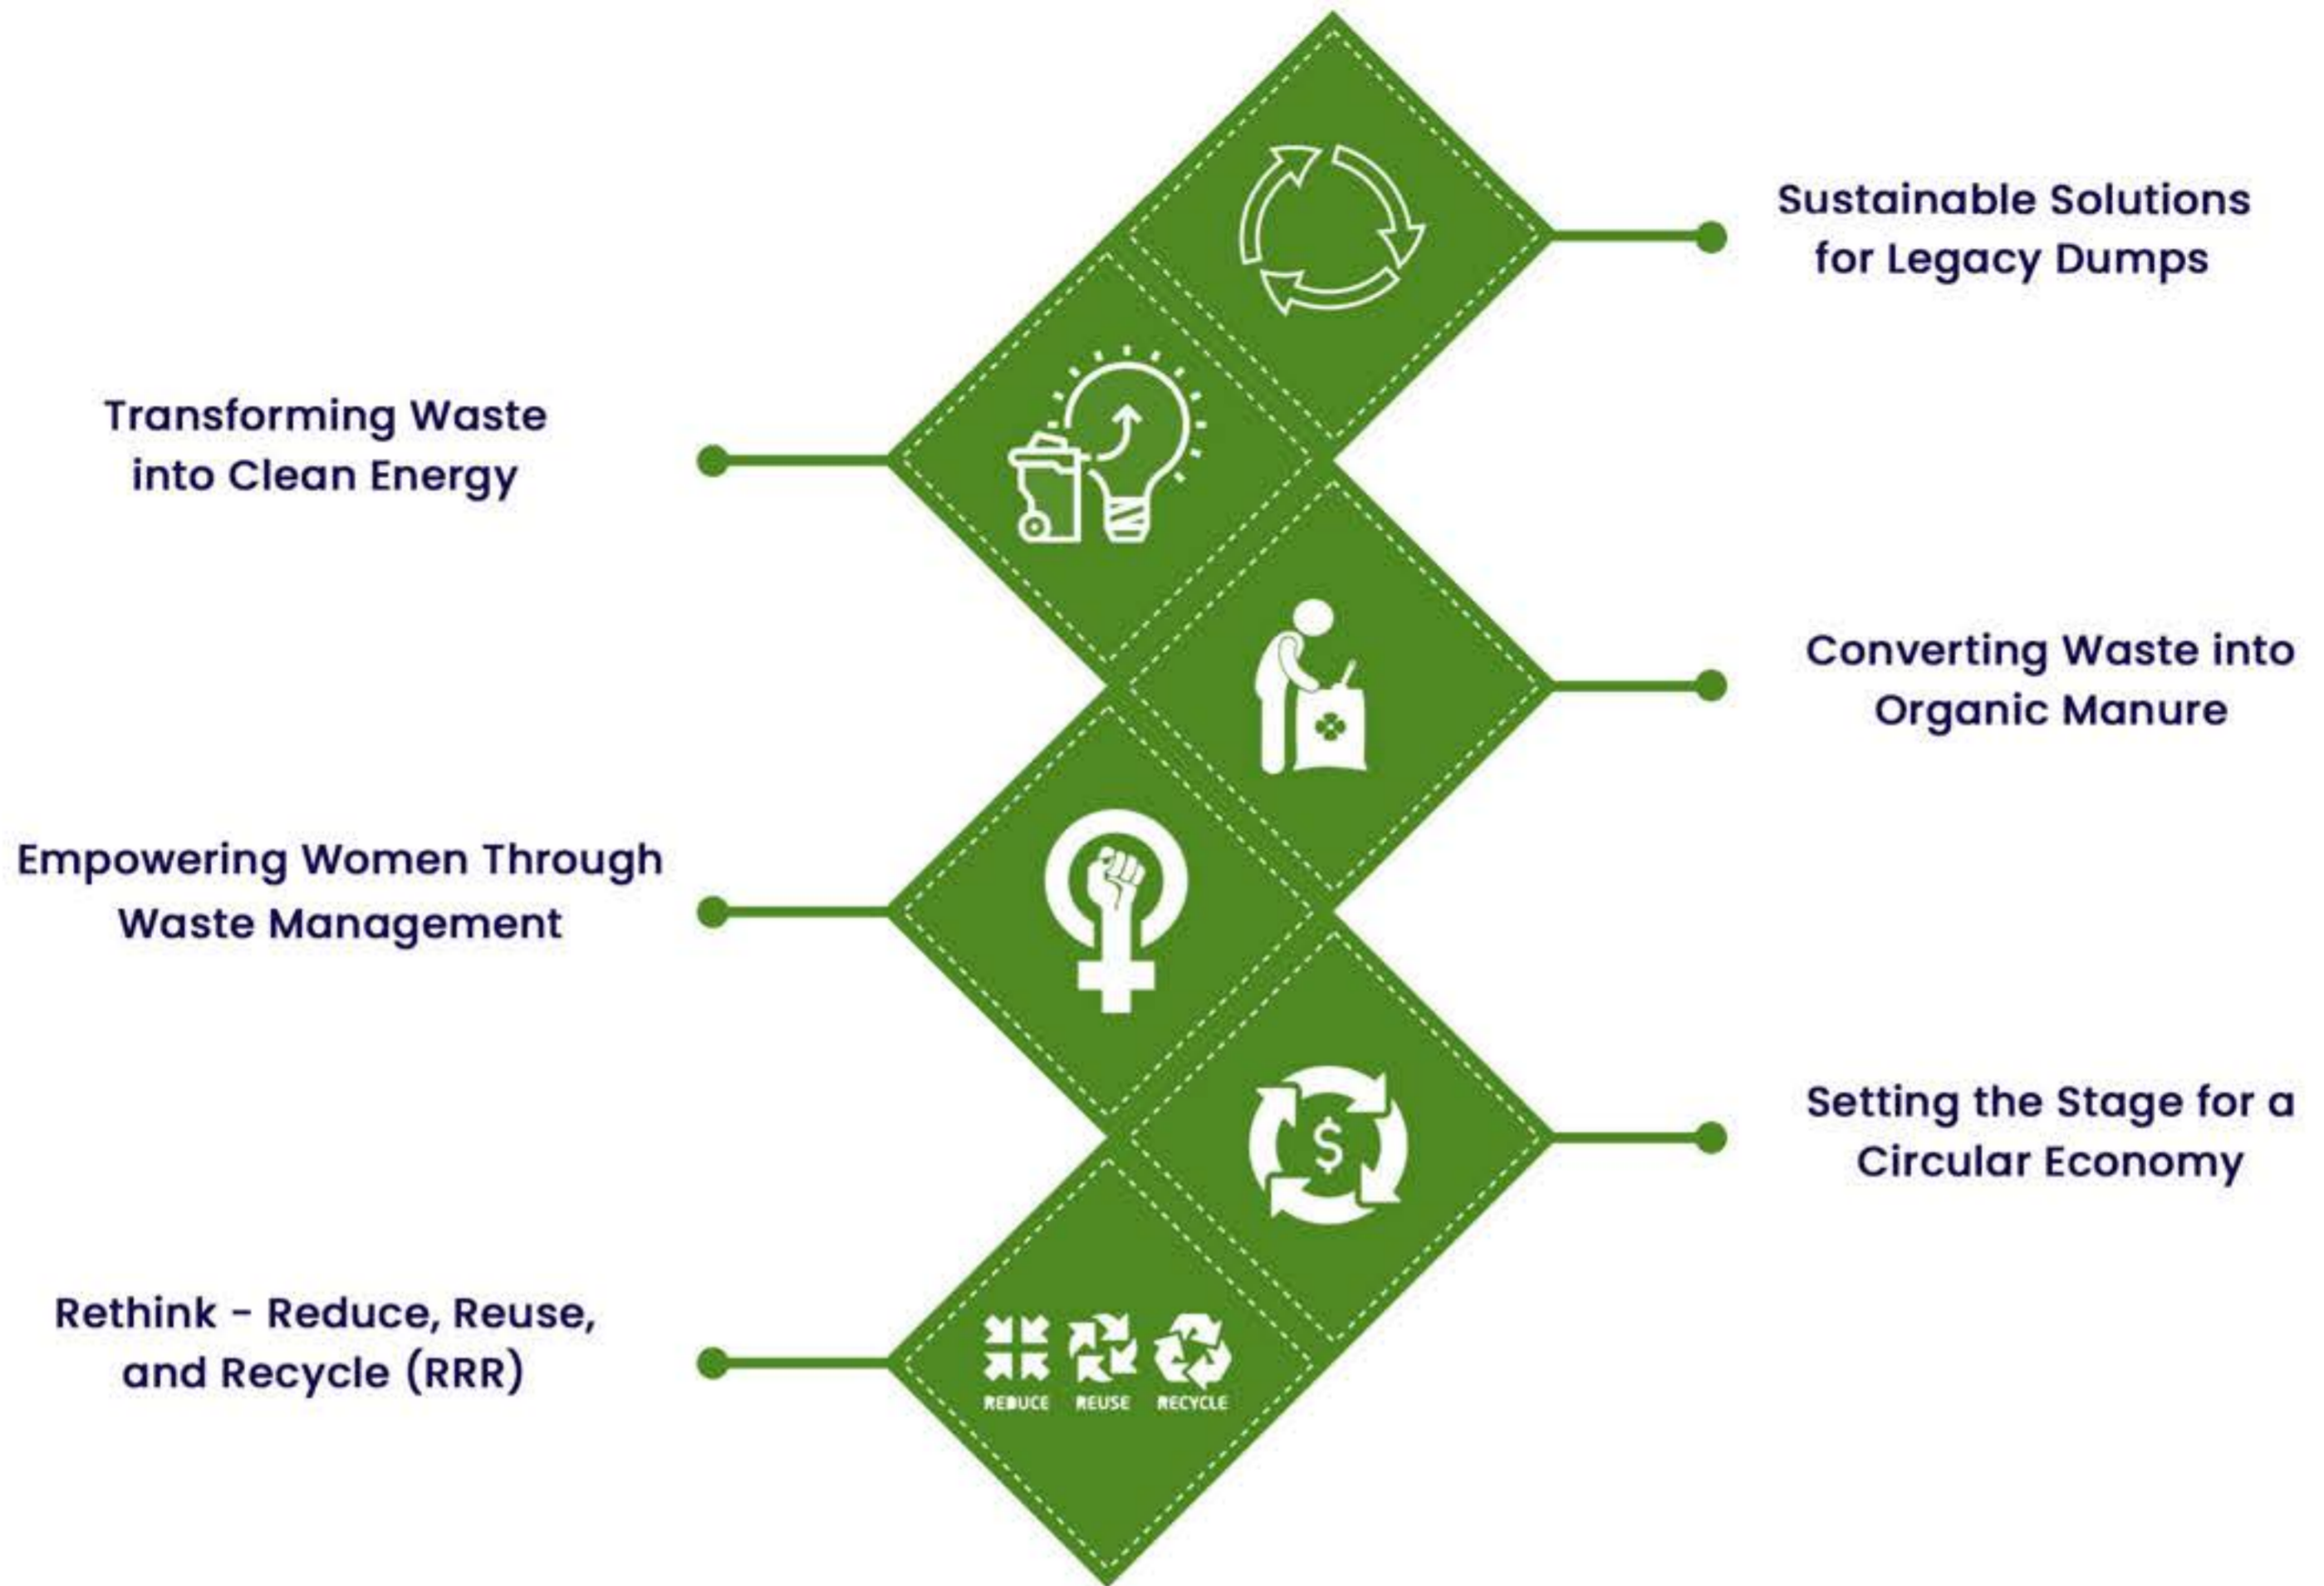 Sustainable Solutions
for Legacy Dumps
Transforming Waste
into Clean Energy
Converting Waste into
Organic Manure
Empowering Women Through
Waste Management
$
Setting the Stage for a
Circular Economy
Rethink - Reduce, Reuse,
and Recycle (RRR)
REDUCE REUSE RECYCLE